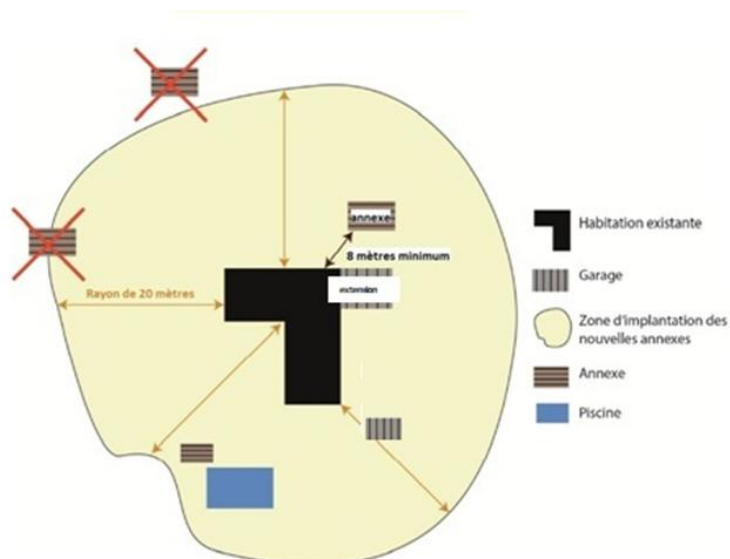 annexe
8 mètres minimum
extension
Rayon de 20 mètres
Habitation existante
Garage
Zone d'implantation des
nouvelles annexes
Annexe
Piscine